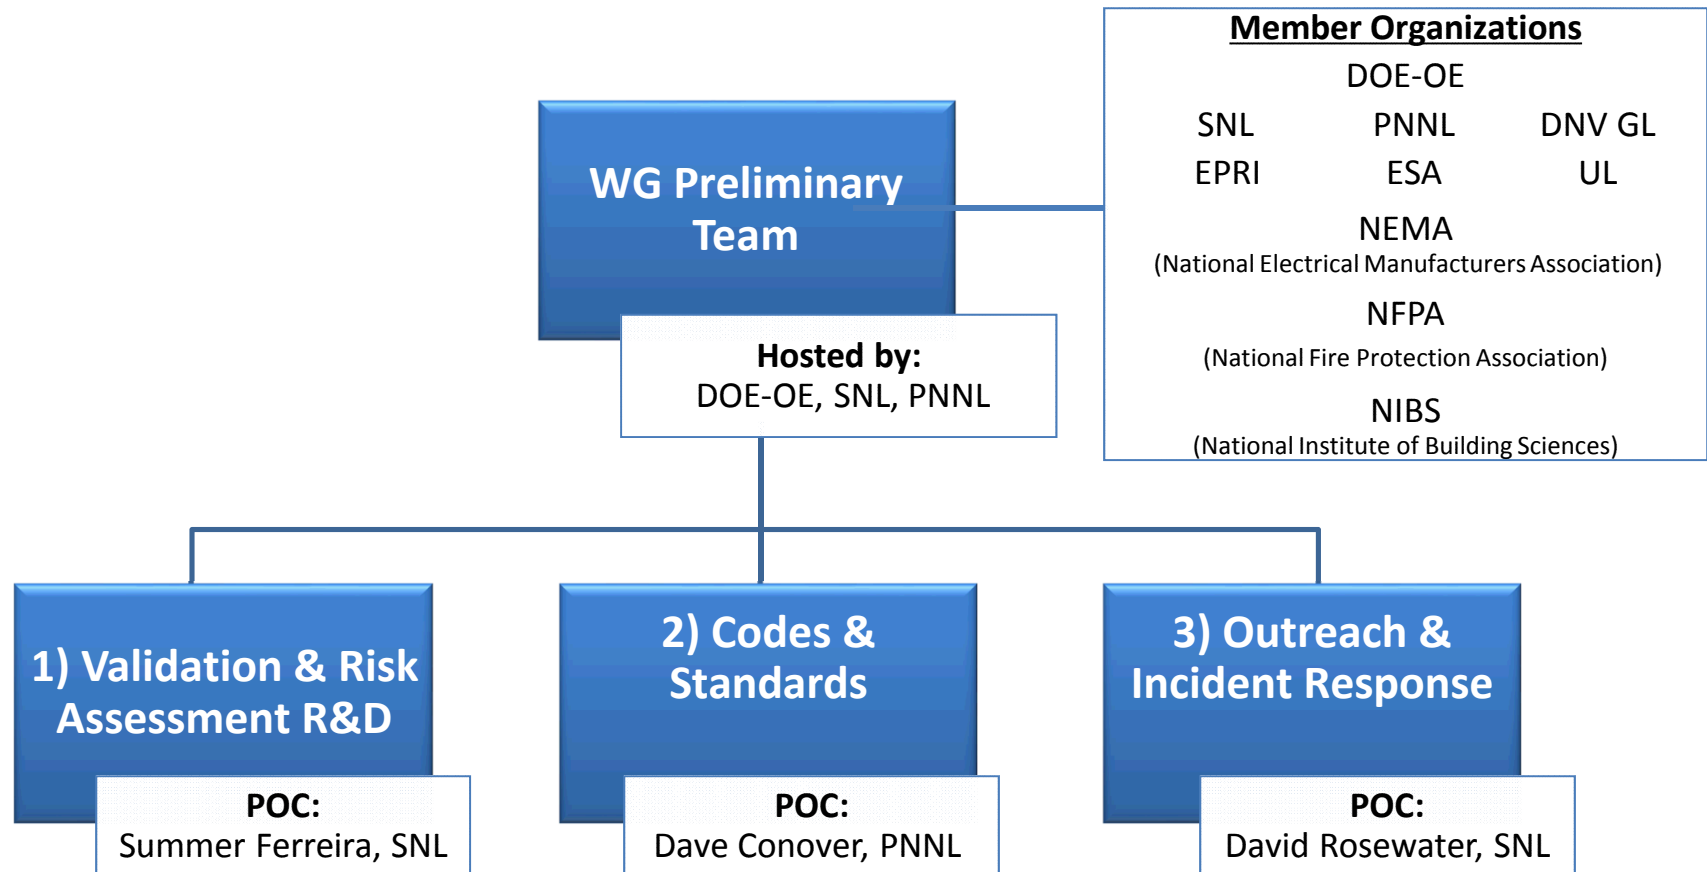 Member Organizations
DOE-OE
SNL PNNL DNV GL
EPRI ESA UL
NEMA
(National Electrical Manufacturers Association)
NFPA
(National Fire Protection Association)
NIBS
(National Institute of Building Sciences)
WG Preliminary
Team
Hosted by:
DOE-OE, SNL, PNNL
1) Validation & Risk
Assessment R&D
POC:
Summer Ferreira, SNL
2) Codes &
Standards
POC:
Dave Conover, PNNL
3) Outreach &
Incident Response
POC:
David Rosewater, SNL